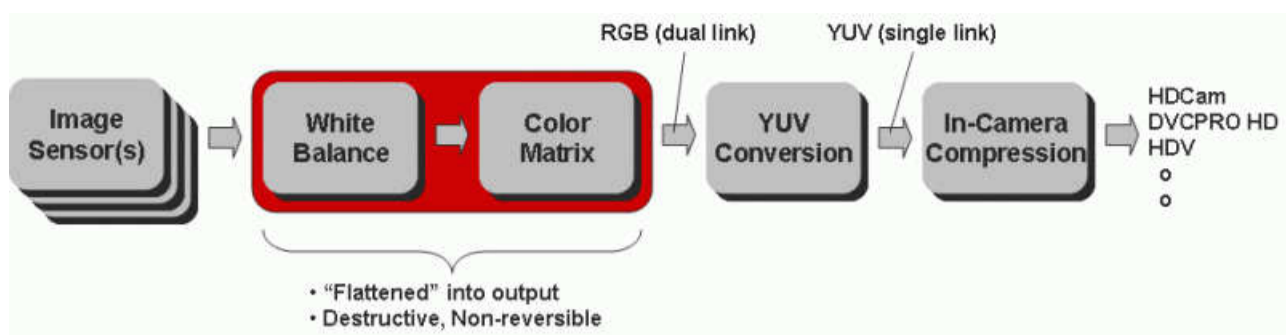 RGB (dual link)
YUV (single link)
Image
Sensor(s)
White
Balance
Color
Matrix
YUV
Conversion
In-Camera
Compression
HDCam
DVCPRO HD
HDV
o
o
• “Flattened” into output
• Destructive, Non-reversible